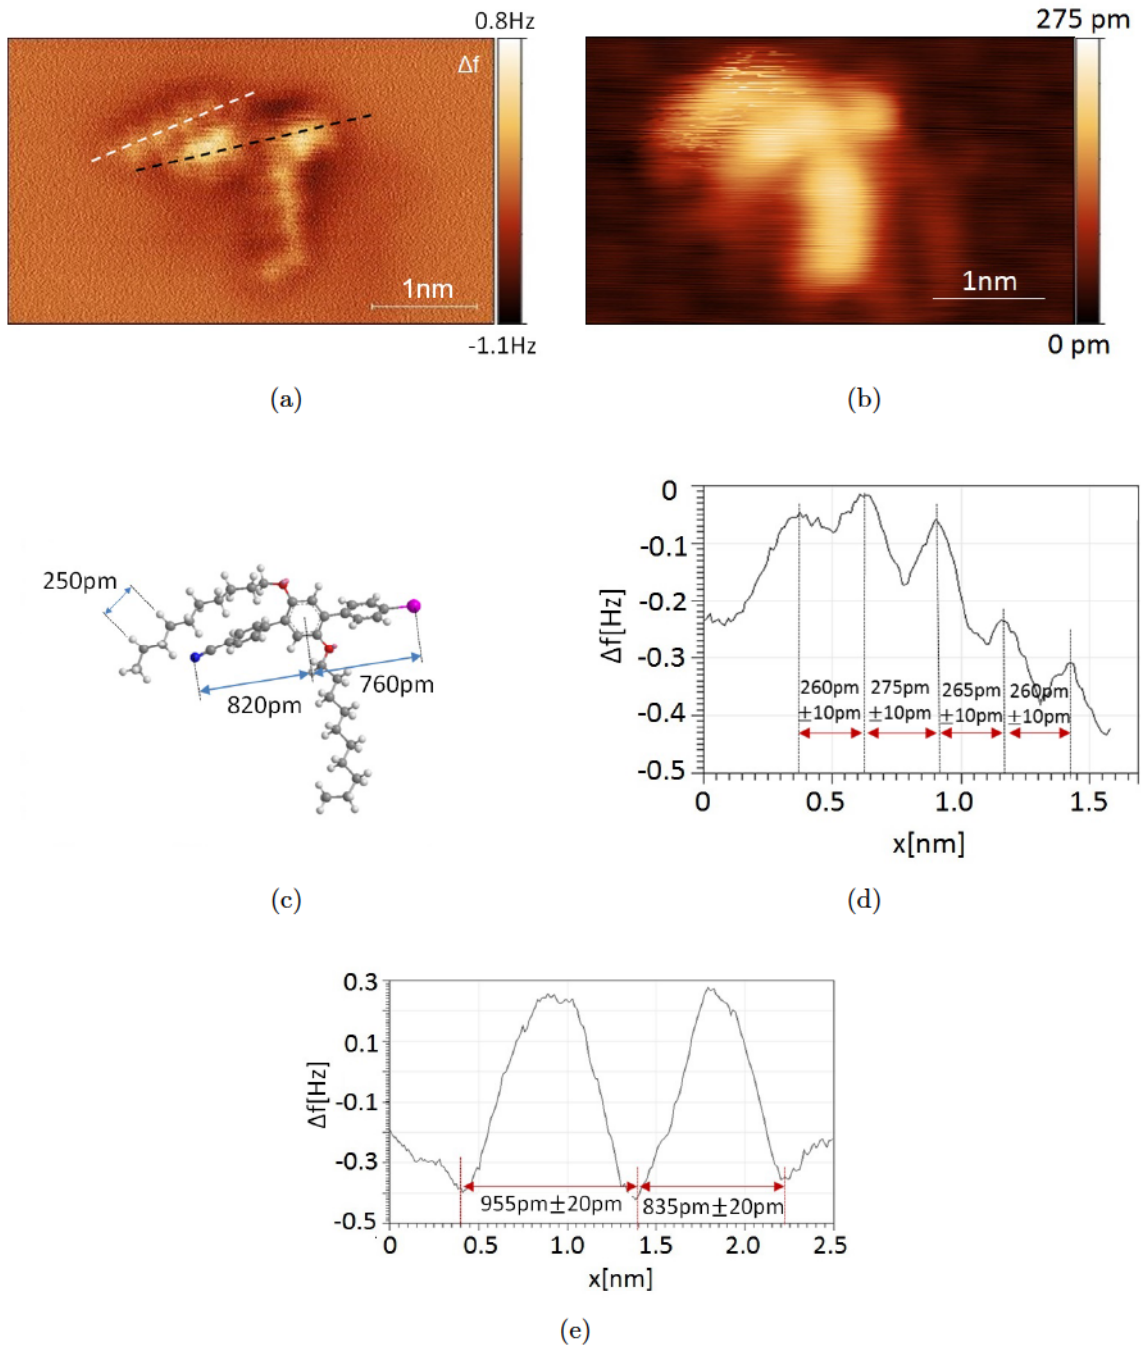 0.8Hz
Δf
1nm
-1.1Hz
(a)
275 pm
1nm
0 pm
(b)
250pm
820pm
760pm
(c)
0
-0.1
-0.2
-0.3
-0.4
-0.5
Δf[Hz]
260pm
±10pm
275pm
±10pm
265pm
±10pm
260pm
±10pm
0
0.5
1.0
1.5
x[nm]
(d)
0.3
0.1
-0.1
-0.3
-0.5
Δf[Hz]
955pm±20pm
835pm±20pm
0
0.5
1.0
1.5
2.0
2.5
x[nm]
(e)